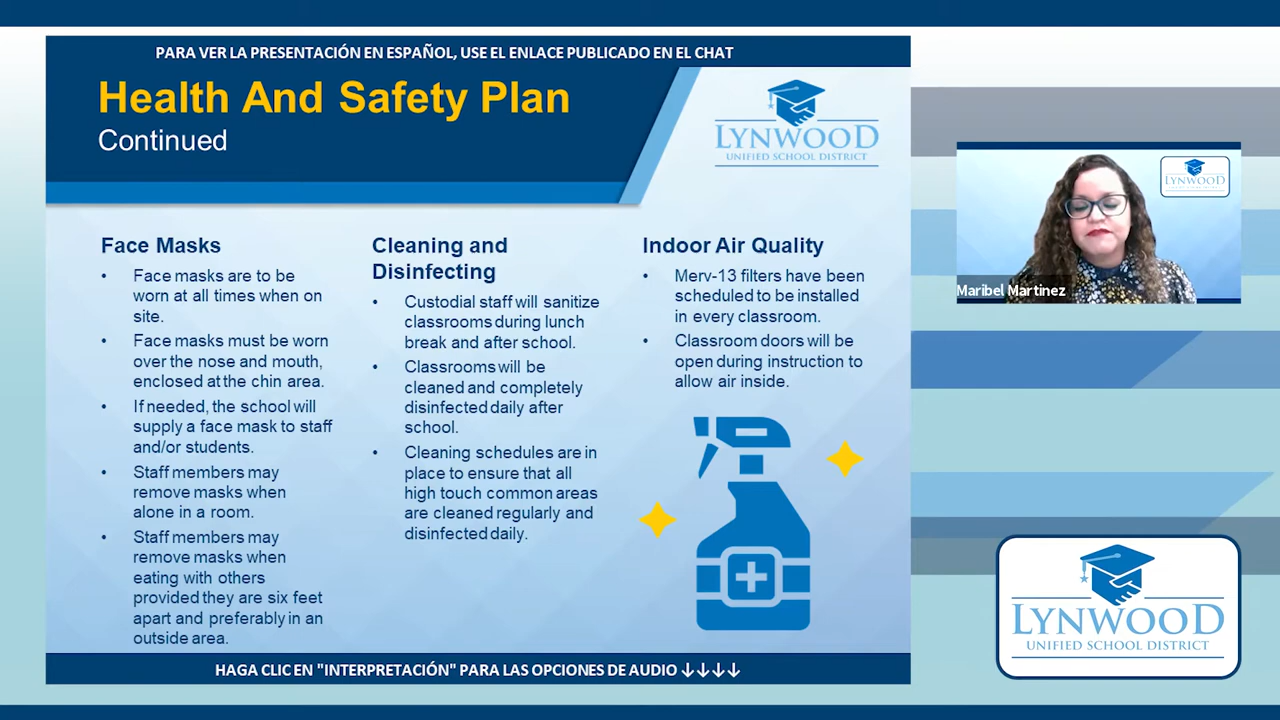 PARA VER LA PRESENTACIÓN EN ESPAÑOL, USE EL ENLACE PUBLICADO EN EL CHAT
Health And Safety Plan
Continued
LYNWOOD
UNIFIED SCHOOL DISTRICT
Face Masks
• Face masks are to be
worn at all times when on
site.
• Face masks must be worn
over the nose and mouth,
enclosed at the chin area.
• If needed, the school will
supply a face mask to staff
and/or students.
• Staff members may
remove masks when
alone in a room.
• Staff members may
remove masks when
eating with others
provided they are six feet
apart and preferably in an
outside area.
Cleaning and
Disinfecting
• Custodial staff will sanitize
classrooms during lunch
break and after school.
• Classrooms will be
cleaned and completely
disinfected daily after
school.
• Cleaning schedules are in
place to ensure that all
high touch common areas
are cleaned regularly and
disinfected daily.
Indoor Air Quality
• Merv-13 filters have been
scheduled to be installed
in every classroom.
• Classroom doors will be
open during instruction to
allow air inside.
HAGA CLIC EN "INTERPRETACIÓN" PARA LAS OPCIONES DE AUDIO ↓↓↓↓
LYNWOOD
Maribel Martinez
LYNWOOD
UNIFIED SCHOOL DISTRICT